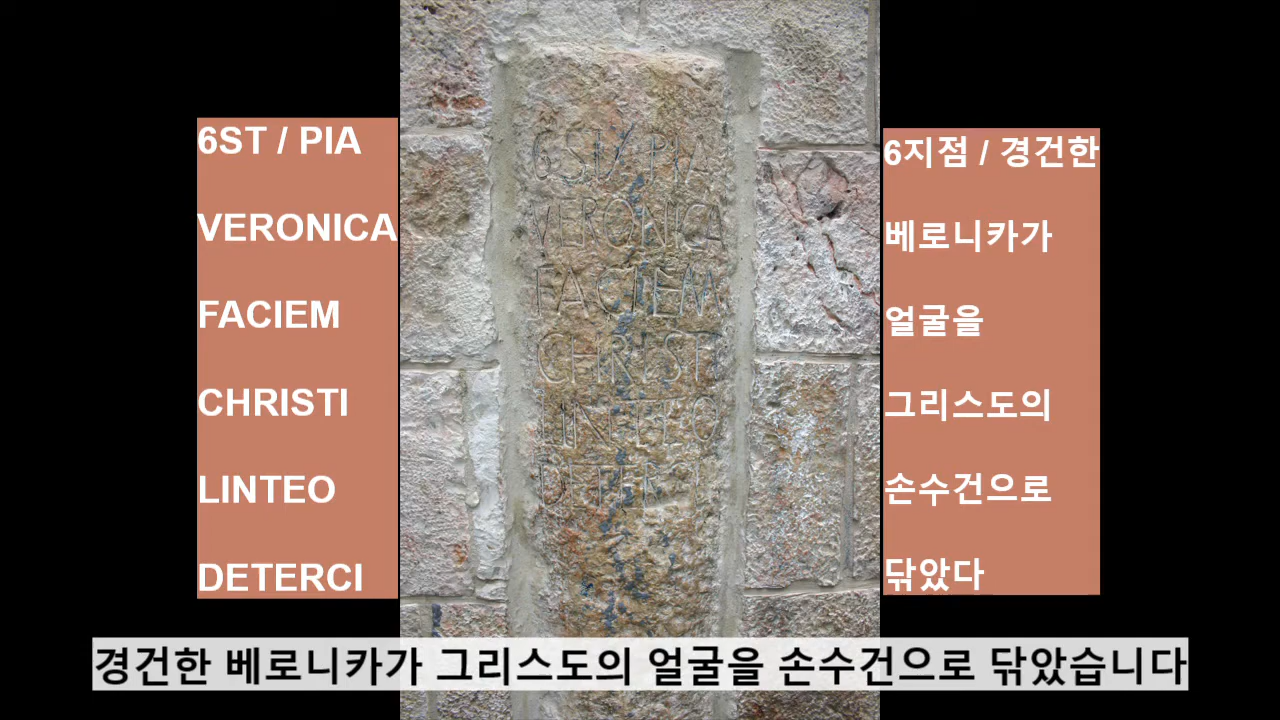 6ST / PIA
VERONICA
FACIEM
CHRISTI
LINTEO
DETERCI
6 ST / PIA
VERONICA
FACIEM
CHRISTI
LINTEO
DETERCI
6지점 / 경건한
베로니카가
얼굴을
그리스도의
손수건으로
닦았다
경건한 베로니카가 그리스도의 얼굴을 손수건으로 닦았습니다